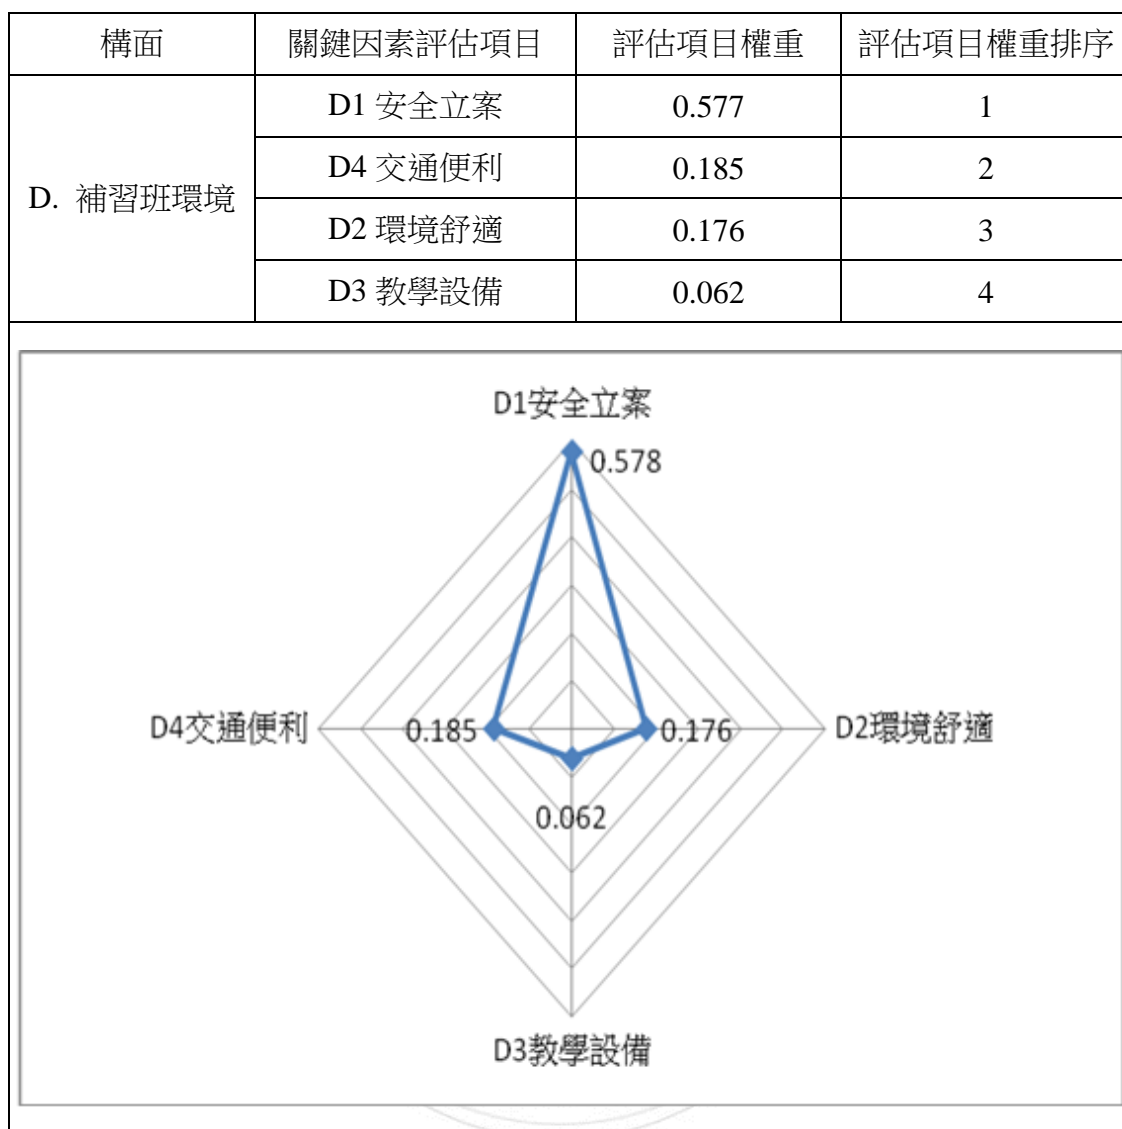 構面 關鍵因素評估項目 評估項目權重 評估項目權重排序
D. 補習班環境
D1 安全立案 0.577 1
D4 交通便利 0.185 2
D2 環境舒適 0.176 3
D3 教學設備 0.062 4
D1安全立案
0.578
D4交通便利 0.185 0.176 D2環境舒適
0.062
D3教學設備